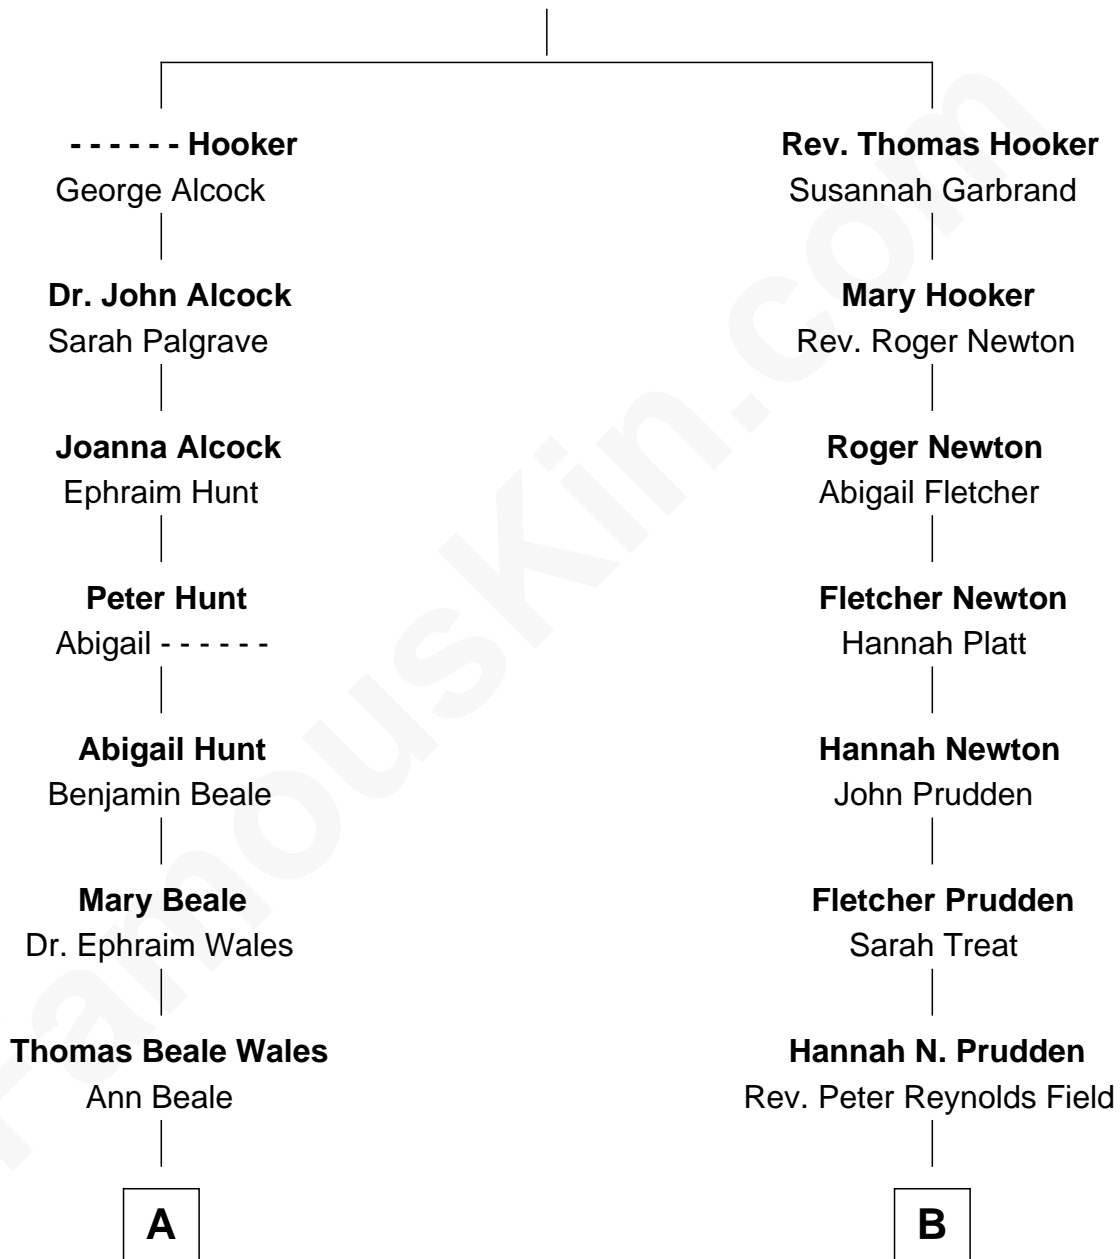 - - - - - - Hooker
George Alcock
Dr. John Alcock
Sarah Palgrave
Joanna Alcock
Ephraim Hunt
Peter Hunt
Abigail - - - - - -
Abigail Hunt
Benjamin Beale
Mary Beale
Dr. Ephraim Wales
Thomas Beale Wales
Ann Beale
A
Rev. Thomas Hooker
Susannah Garbrand
Mary Hooker
Rev. Roger Newton
Roger Newton
Abigail Fletcher
Fletcher Newton
Hannah Platt
Hannah Newton
John Prudden
Fletcher Prudden
Sarah Treat
Hannah N. Prudden
Rev. Peter Reynolds Field
B
FamousKin.com